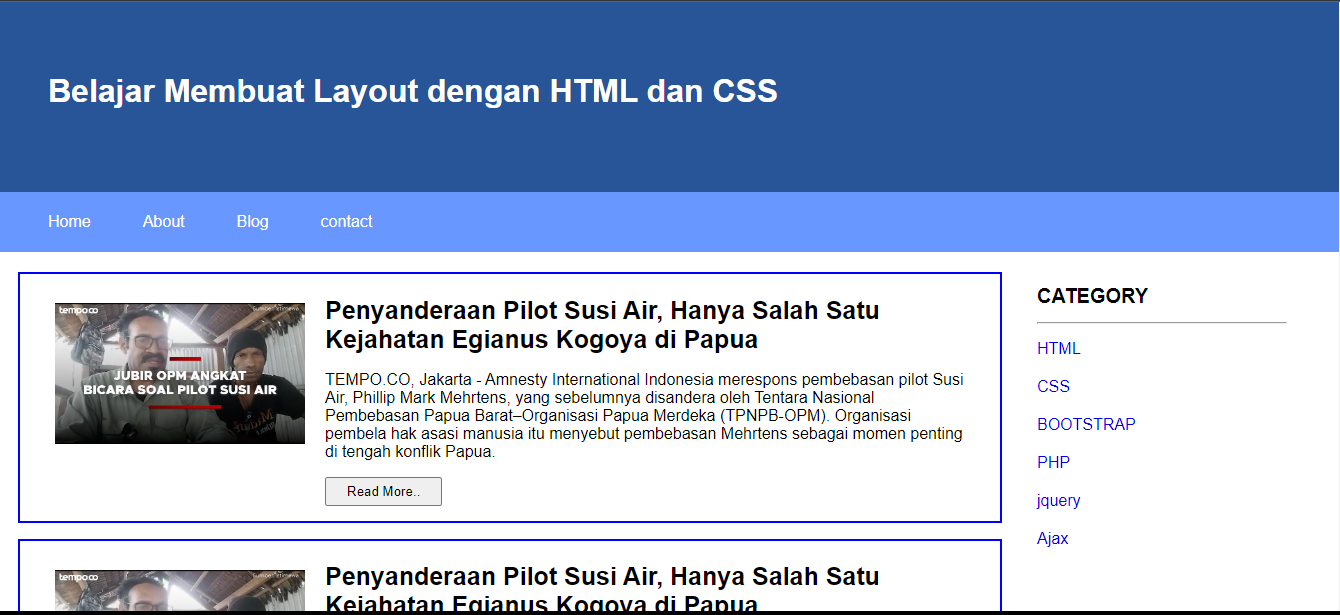 Belajar Membuat Layout dengan HTML dan CSS
Home About Blog contact
tempo.co
JUBIR OPM ANGKAT
BICARA SOAL PILOT SUSI AIR
Penyanderaan Pilot Susi Air, Hanya Salah Satu
Kejahatan Egianus Kogoya di Papua
TEMPO.CO, Jakarta - Amnesty International Indonesia merespons pembebasan pilot Susi
Air, Phillip Mark Mehrtens, yang sebelumnya disandera oleh Tentara Nasional
Pembebasan Papua Barat–Organisasi Papua Merdeka (TPNPB-OPM). Organisasi
pembela hak asasi manusia itu menyebut pembebasan Mehrtens sebagai momen penting
di tengah konflik Papua.
Read More..
tempo.co
Penyanderaan Pilot Susi Air, Hanya Salah Satu
Kejahatan Egianus Kogoya di Papua
CATEGORY
HTML
CSS
BOOTSTRAP
PHP
jquery
Ajax